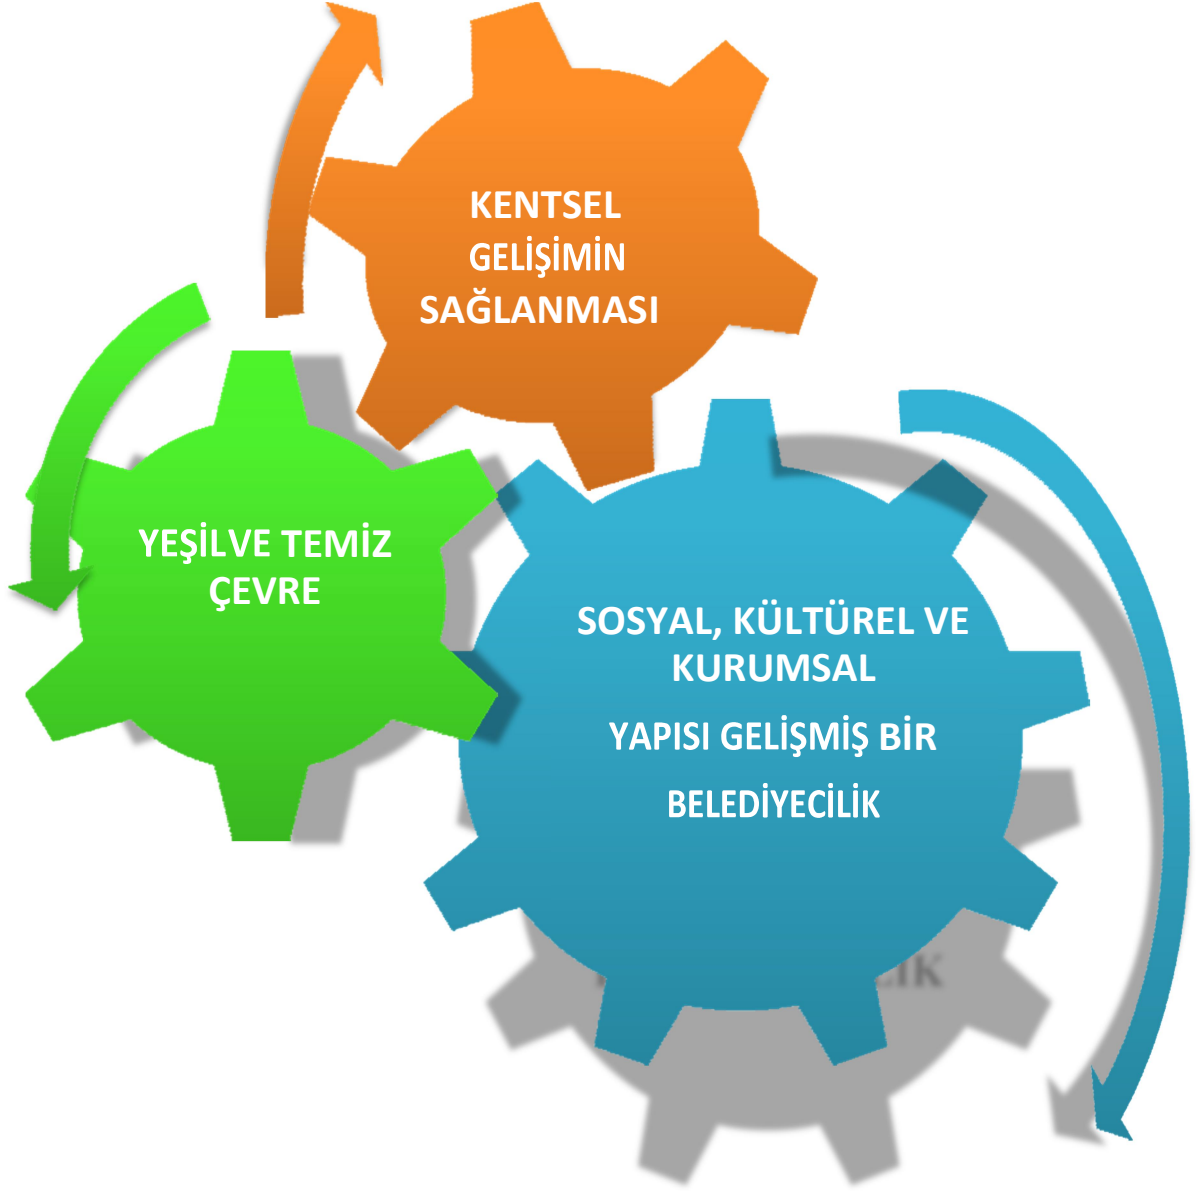 KENTSEL
GELİŞİMİN
SAĞLANMASI
YEŞİLVE TEMİZ
ÇEVRE
SOSYAL, KÜLTÜREL VE
KURUMSAL
YAPISI GELİŞMİŞ BİR
BELEDİYECİLİK